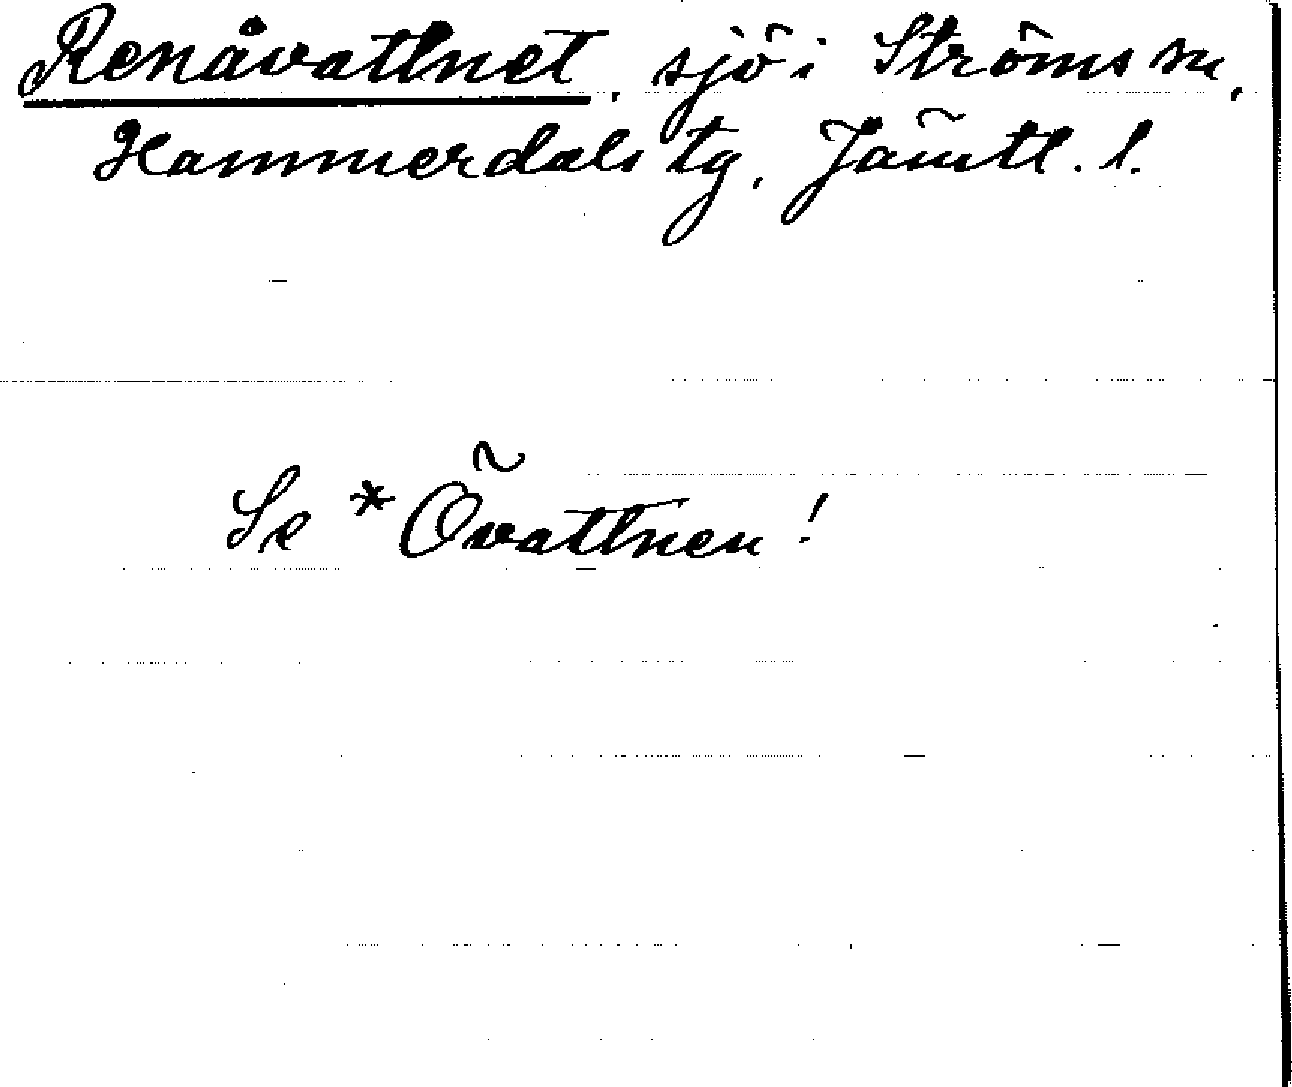 Renåvattnet, sjö i Ströms sn,
Hammerdals tg, Jämtl. l.
Se *Övattnen!